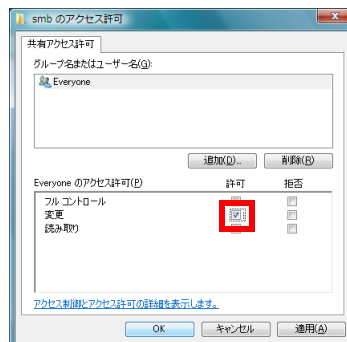 smb のアクセス許可
共有アクセス許可
グループ名またはユーザー名(G):
Everyone
追加(D)... 削除(R)
Everyone のアクセス許可(P) 許可 拒否
フル コントロール
変更
読み取り
アクセス制御とアクセス許可の詳細を表示します。
OK キャンセル 適用(A)